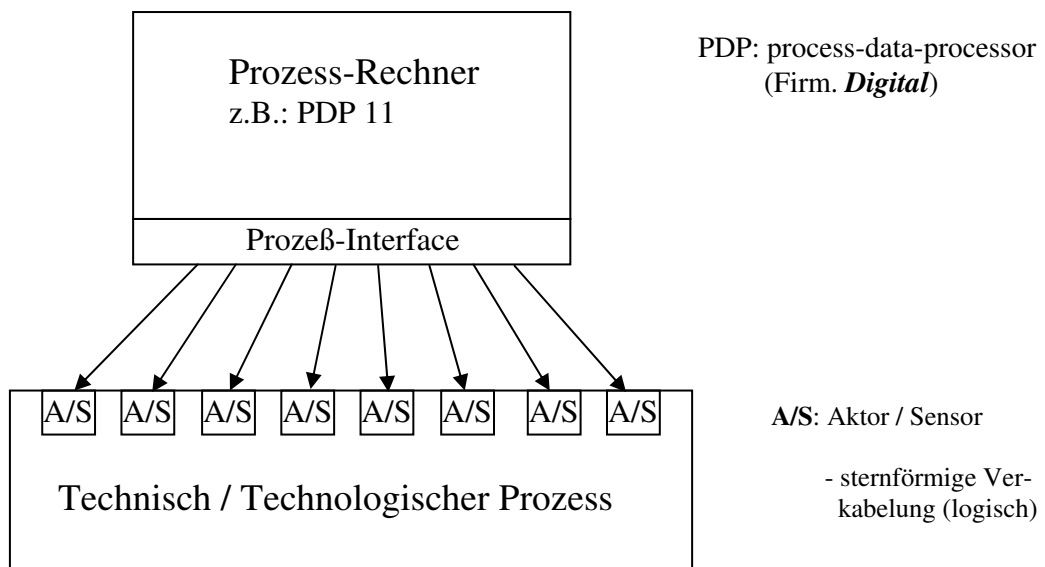 Prozess-Rechner
z.B.: PDP 11
PDP: process-data-processor
(Firm. Digital)
Prozeß-Interface
A/S A/S A/S A/S A/S A/S A/S A/S
A/S: Aktor / Sensor
Technisch / Technologischer Prozess
- sternförmige Ver-
kabelung (logisch)